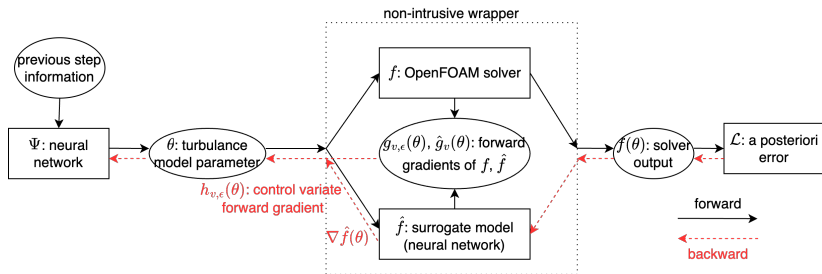 non-intrusive wrapper
previous step
information
f: OpenFOAM solver
Ψ: neural
network
θ: turbulance
model parameter
g_{v,ϵ}(θ), ĝ_v(θ): forward
gradients of f, f̂
f(θ): solver
output
ℒ: a posteriori
error
h_{v,ϵ}(θ): control variate
forward gradient
∇f̂(θ)
f̂: surrogate model
(neural network)
forward
backward